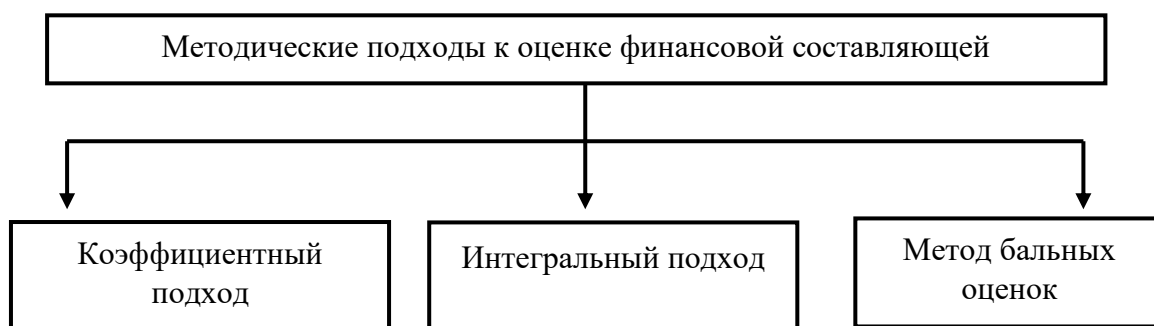 Методические подходы к оценке финансовой составляющей
Коэффициентный
подход
Интегральный подход
Метод бальных
оценок